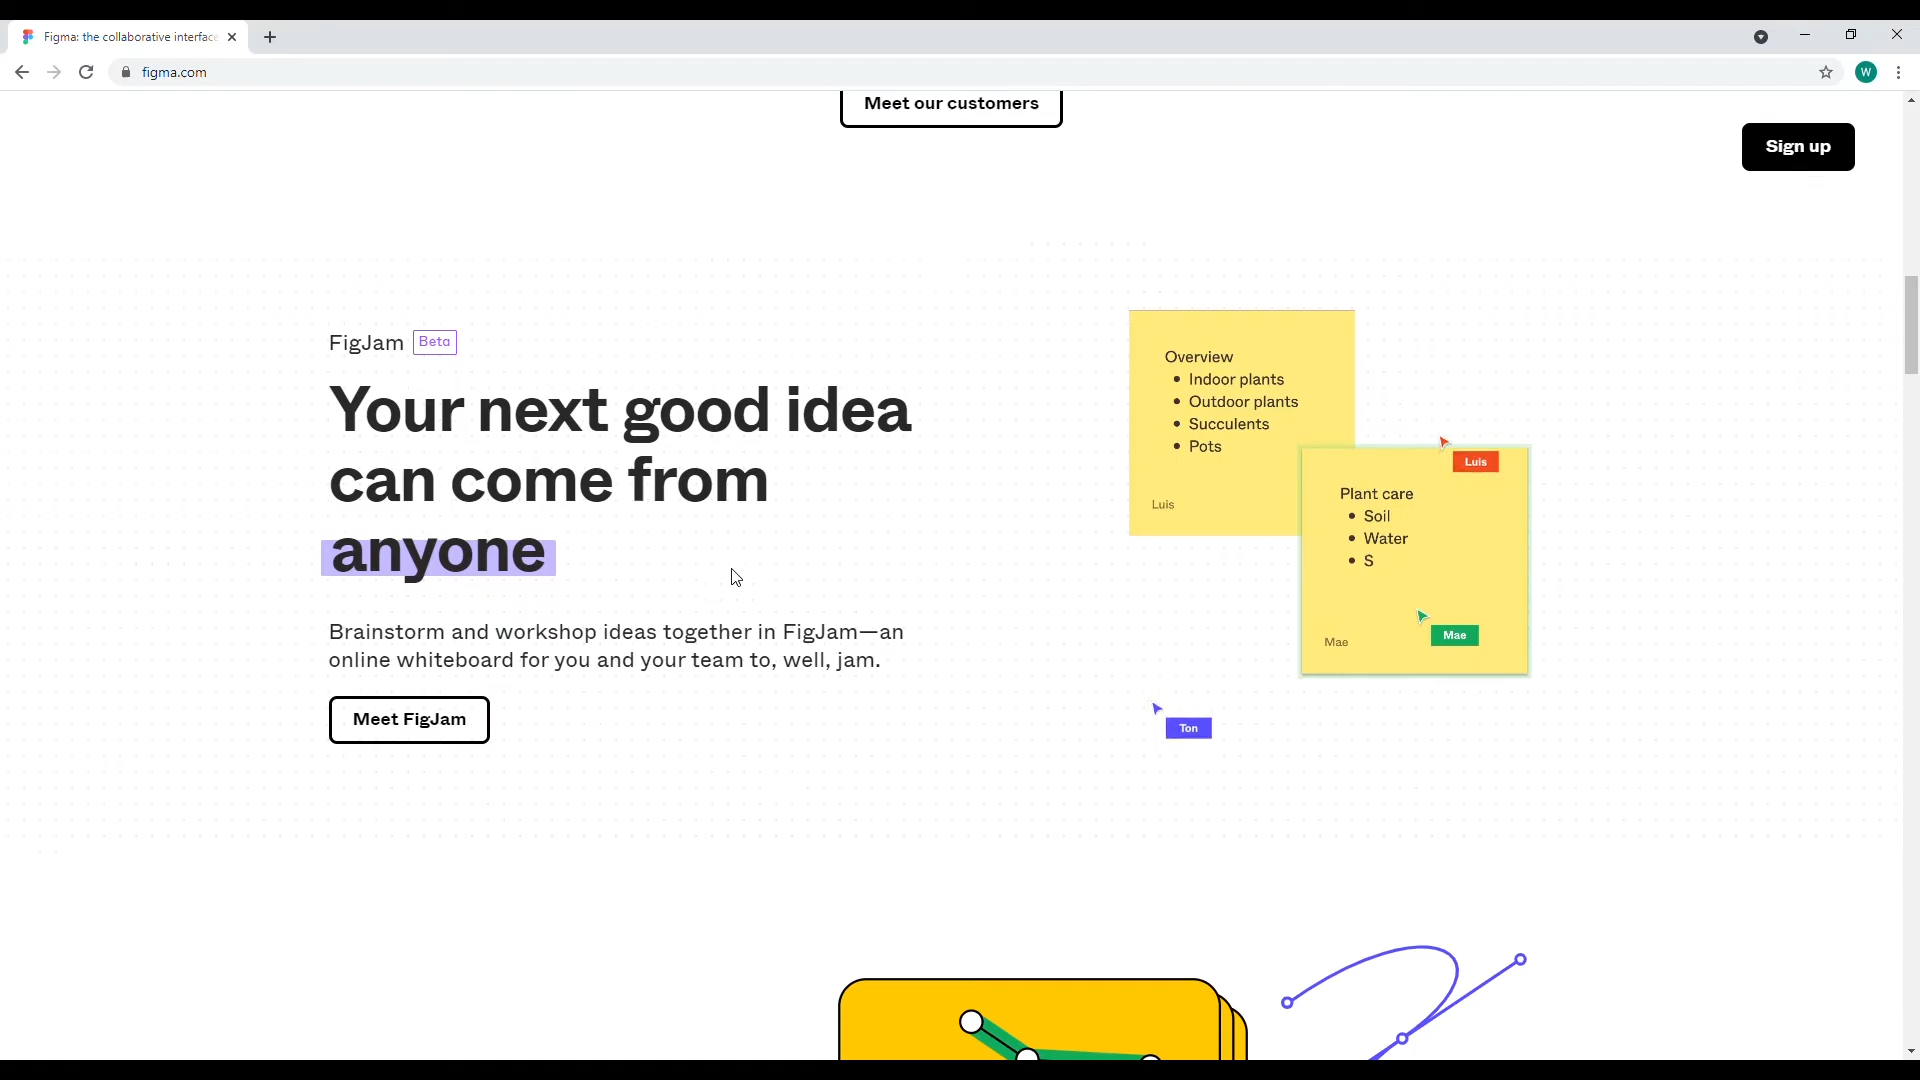 Figma: the collaborative interface
figma.com
W
Meet our customers
Sign up
FigJam Beta
Your next good idea
can come from
anyone
Brainstorm and workshop ideas together in FigJam—an
online whiteboard for you and your team to, well, jam.
Meet FigJam
Overview
• Indoor plants
• Outdoor plants
• Succulents
• Pots
Luis
Luis
Plant care
• Soil
• Water
• S
Mae
Mae
Ton